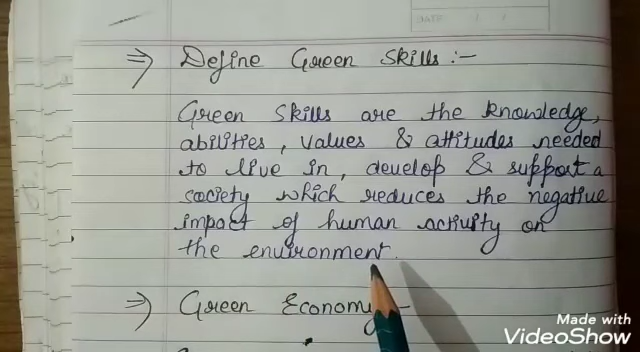 DATE
⇒ Define Green Skills :-
Green Skills are the knowledge,
abilities, values & attitudes needed
to live in, develop & support a
society which reduces the negative
impact of human activity on
the environment.
⇒ Green Economy -
Made with
VideoShow